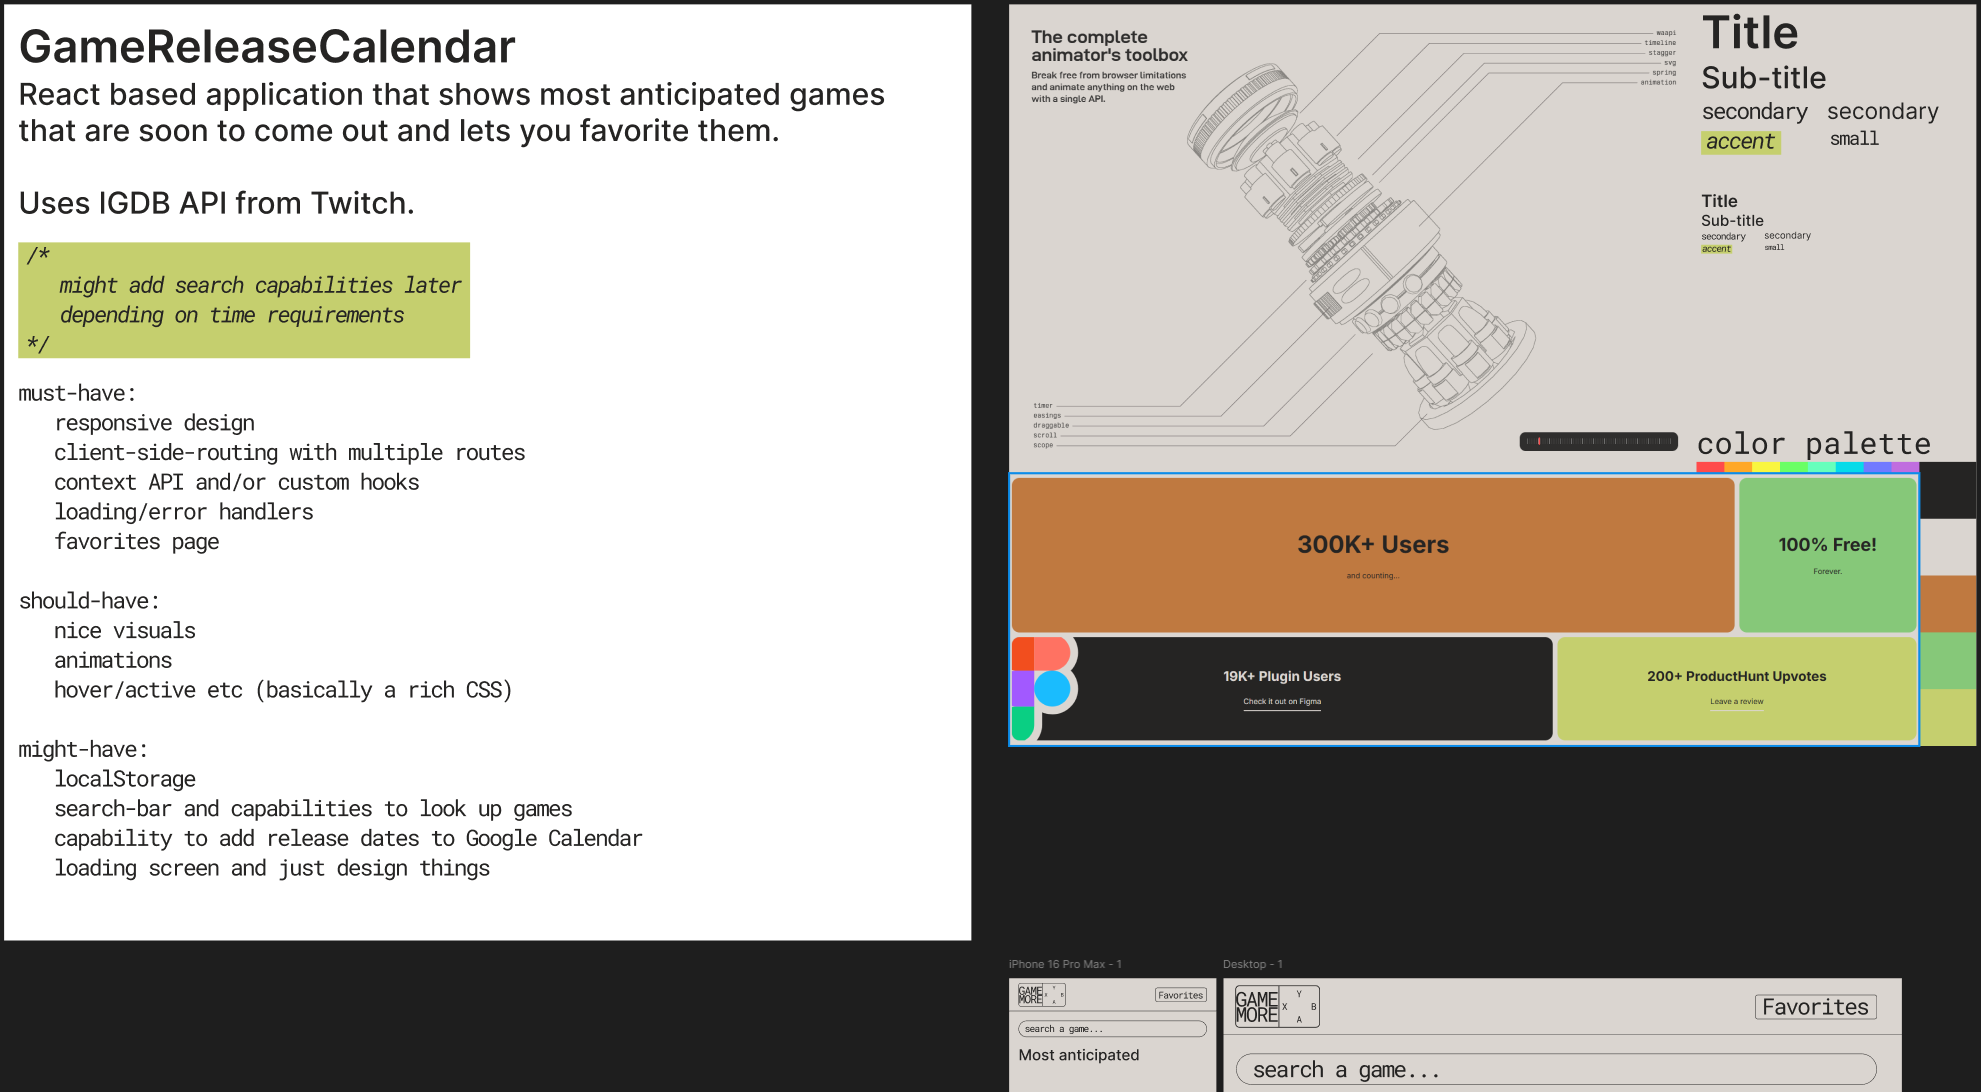 GameReleaseCalendar
React based application that shows most anticipated games
that are soon to come out and lets you favorite them.
Uses IGDB API from Twitch.
/*
might add search capabilities later
depending on time requirements
*/
must-have:
responsive design
client-side-routing with multiple routes
context API and/or custom hooks
loading/error handlers
favorites page
should-have:
nice visuals
animations
hover/active etc (basically a rich CSS)
might-have:
localStorage
search-bar and capabilities to look up games
capability to add release dates to Google Calendar
loading screen and just design things
The complete
animator's toolbox
Break free from browser limitations
and animate anything on the web
with a single API.
waapi
timeline
stagger
svg
spring
animation
timer
easings
draggable
scroll
scope
Title
Sub-title
secondary secondary
accent small
Title
Sub-title
secondary secondary
accent small
color palette
300K+ Users
and counting...
100% Free!
Forever.
19K+ Plugin Users
Check it out on Figma
200+ ProductHunt Upvotes
Leave a review
iPhone 16 Pro Max - 1
GAME
MORE
Y
X B
A
Favorites
search a game...
Most anticipated
Desktop - 1
GAME
MORE
Y
X B
A
Favorites
search a game...